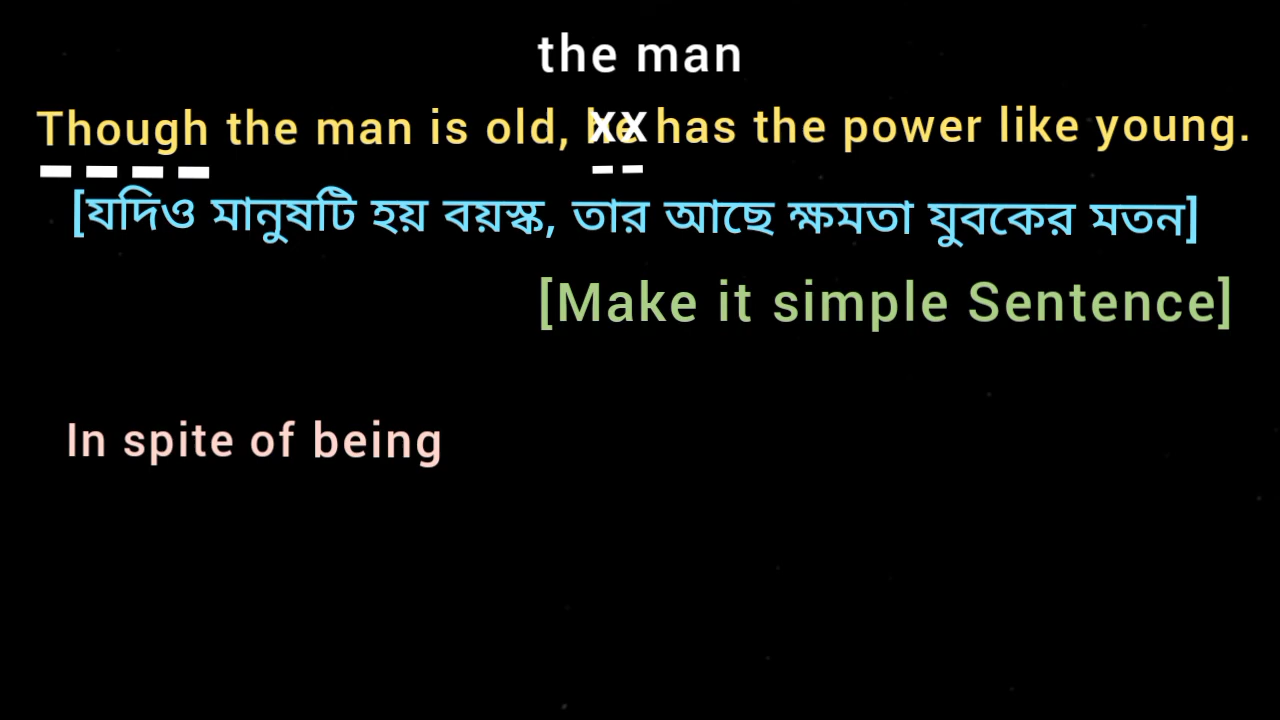 the man
Though the man is old, he xx has the power like young.
[যদিও মানুষটি হয় বয়স্ক, তার আছে ক্ষমতা যুবকের মতন]
[Make it simple Sentence]
In spite of being